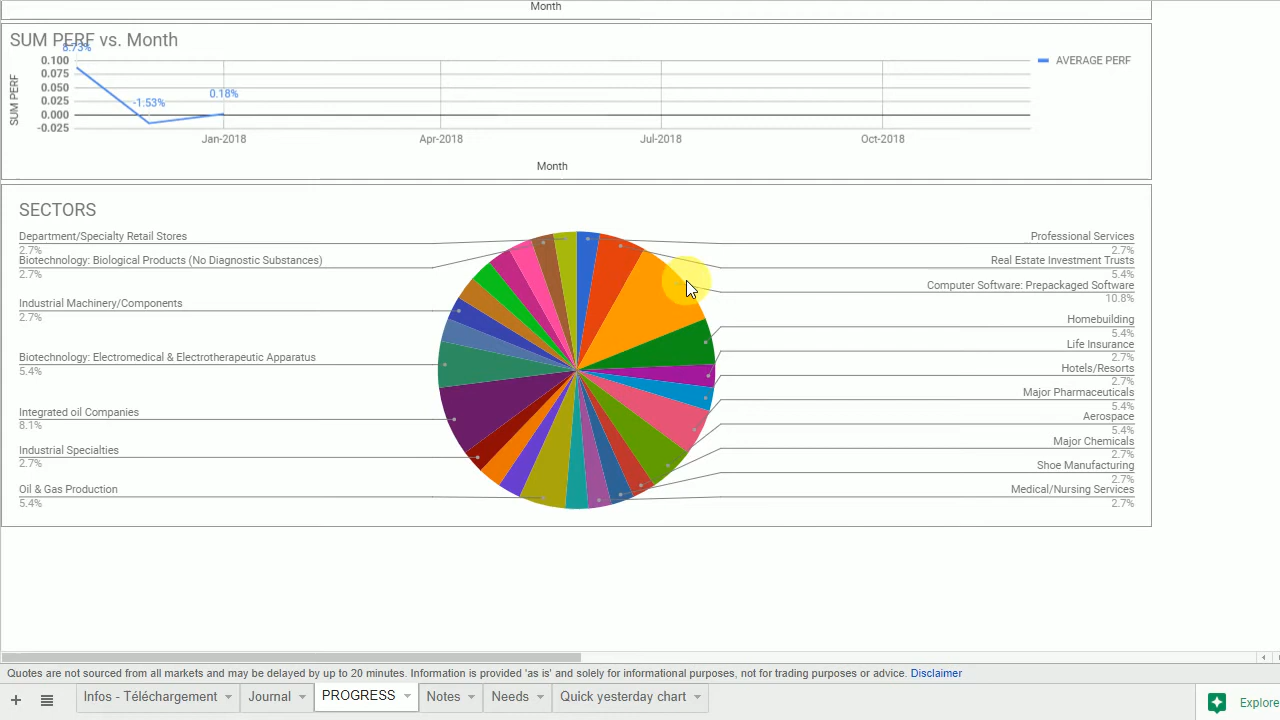 Month
SUM PERF vs. Month
8.73%
0.100
0.075
0.050
0.025
0.000
-0.025
SUM PERF
-1.53%
0.18%
AVERAGE PERF
Jan-2018
Apr-2018
Jul-2018
Oct-2018
Month
SECTORS
Department/Specialty Retail Stores
2.7%
Biotechnology: Biological Products (No Diagnostic Substances)
2.7%
Industrial Machinery/Components
2.7%
Biotechnology: Electromedical & Electrotherapeutic Apparatus
5.4%
Integrated oil Companies
8.1%
Industrial Specialties
2.7%
Oil & Gas Production
5.4%
Professional Services
2.7%
Real Estate Investment Trusts
5.4%
Computer Software: Prepackaged Software
10.8%
Homebuilding
5.4%
Life Insurance
2.7%
Hotels/Resorts
2.7%
Major Pharmaceuticals
5.4%
Aerospace
5.4%
Major Chemicals
2.7%
Shoe Manufacturing
2.7%
Medical/Nursing Services
2.7%
Quotes are not sourced from all markets and may be delayed by up to 20 minutes. Information is provided 'as is' and solely for informational purposes, not for trading purposes or advice. Disclaimer
Infos - Téléchargement
Journal
PROGRESS
Notes
Needs
Quick yesterday chart
Explore